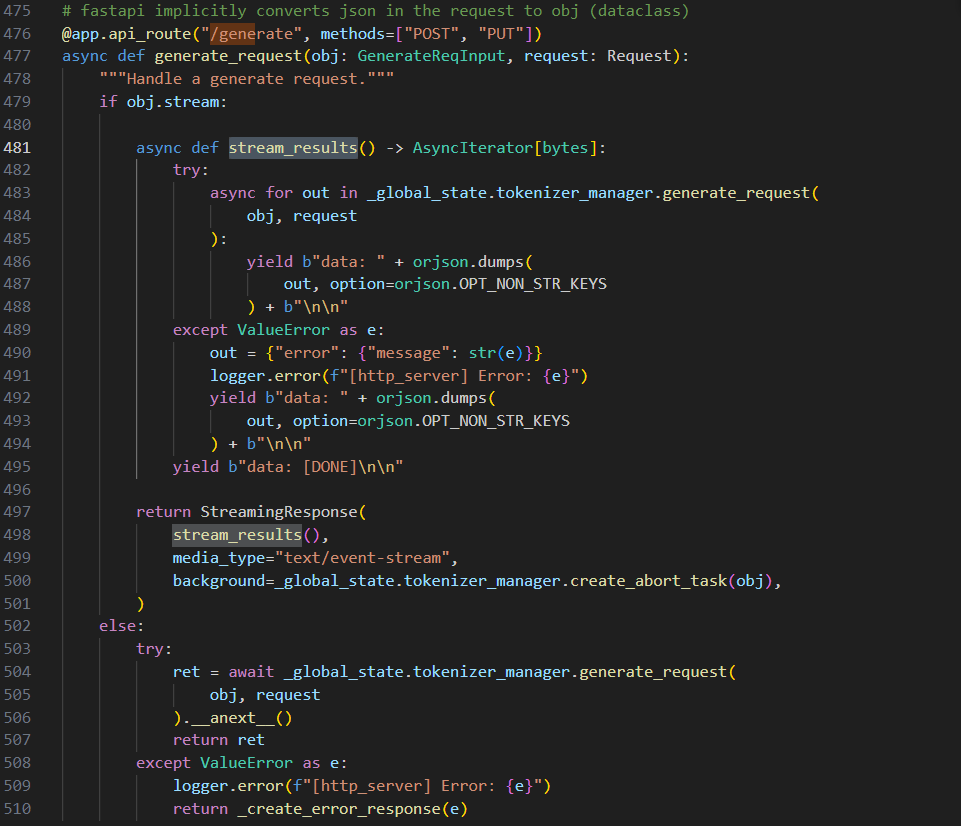 475 # fastapi implicitly converts json in the request to obj (dataclass)
476 @app.api_route("/generate", methods=["POST", "PUT"])
477 async def generate_request(obj: GenerateReqInput, request: Request):
478     """Handle a generate request."""
479     if obj.stream:
480
481         async def stream_results() -> AsyncIterator[bytes]:
482             try:
483                 async for out in _global_state.tokenizer_manager.generate_request(
484                     obj, request
485                 ):
486                     yield b"data: " + orjson.dumps(
487                         out, option=orjson.OPT_NON_STR_KEYS
488                     ) + b"\n\n"
489             except ValueError as e:
490                 out = {"error": {"message": str(e)}}
491                 logger.error(f"[http_server] Error: {e}")
492                 yield b"data: " + orjson.dumps(
493                     out, option=orjson.OPT_NON_STR_KEYS
494                 ) + b"\n\n"
495             yield b"data: [DONE]\n\n"
496
497         return StreamingResponse(
498             stream_results(),
499             media_type="text/event-stream",
500             background=_global_state.tokenizer_manager.create_abort_task(obj),
501         )
502     else:
503         try:
504             ret = await _global_state.tokenizer_manager.generate_request(
505                 obj, request
506             ).__anext__()
507             return ret
508         except ValueError as e:
509             logger.error(f"[http_server] Error: {e}")
510             return _create_error_response(e)